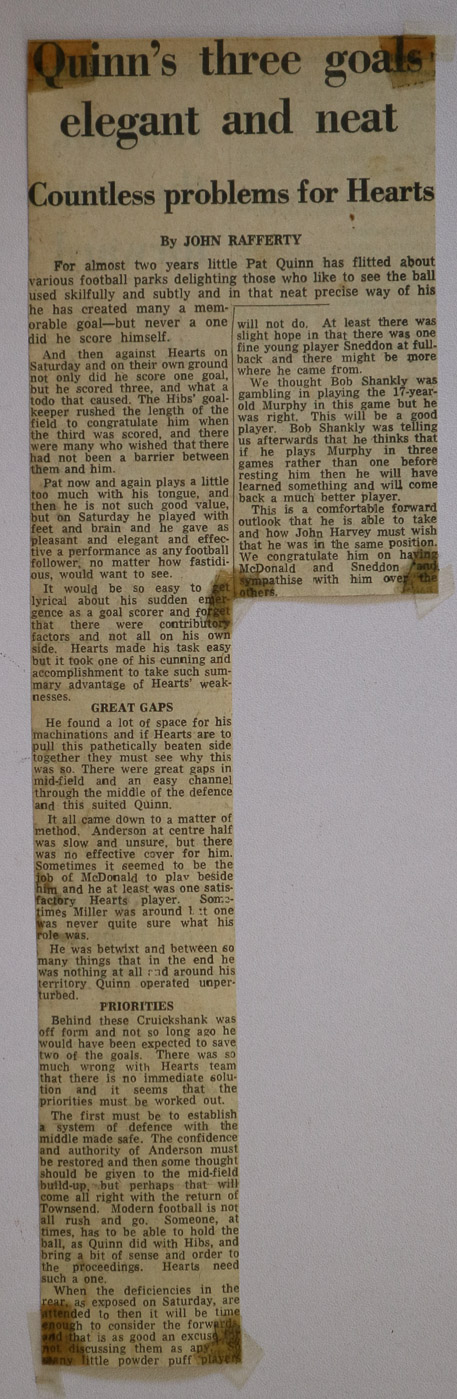 Quinn's three goals
elegant and neat
Countless problems for Hearts
By JOHN RAFFERTY
For almost two years little Pat Quinn has flitted about
various football parks delighting those who like to see the ball
used skilfully and subtly and in that neat precise way of his
he has created many a mem-
orable goal—but never a one
did he score himself.
And then against Hearts on
Saturday and on their own ground
not only did he score one goal,
but he scored three, and what a
todo that caused. The Hibs' goal-
keeper rushed the length of the
field to congratulate him when
the third was scored, and there
were many who wished that there
had not been a barrier between
them and him.
Pat now and again plays a little
too much with his tongue, and
then he is not such good value,
but on Saturday he played with
feet and brain and he gave as
pleasant and elegant and effec-
tive a performance as any football
follower, no matter how fastidi-
ous, would want to see.
It would be so easy to get
lyrical about his sudden emer-
gence as a goal scorer and forget
that there were contributory
factors and not all on his own
side. Hearts made his task easy
but it took one of his cunning and
accomplishment to take such sum-
mary advantage of Hearts' weak-
nesses.
GREAT GAPS
He found a lot of space for his
machinations and if Hearts are to
pull this pathetically beaten side
together they must see why this
was so. There were great gaps in
mid-field and an easy channel
through the middle of the defence
and this suited Quinn.
It all came down to a matter of
method. Anderson at centre half
was slow and unsure, but there
was no effective cover for him.
Sometimes it seemed to be the
job of McDonald to play beside
him and he at least was one satis-
factory Hearts player. Some-
times Miller was around but one
was never quite sure what his
role was.
He was betwixt and between so
many things that in the end he
was nothing at all and around his
territory Quinn operated unper-
turbed.
PRIORITIES
Behind these Cruickshank was
off form and not so long ago he
would have been expected to save
two of the goals. There was so
much wrong with Hearts team
that there is no immediate solu-
tion and it seems that the
priorities must be worked out.
The first must be to establish
a system of defence with the
middle made safe. The confidence
and authority of Anderson must
be restored and then some thought
should be given to the mid-field
build-up, but perhaps that will
come all right with the return of
Townsend. Modern football is not
all rush and go. Someone, at
times, has to be able to hold the
ball, as Quinn did with Hibs, and
bring a bit of sense and order to
the proceedings. Hearts need
such a one.
When the deficiencies in the
rear, as exposed on Saturday, are
attended to then it will be time
enough to consider the forwards
and that is as good an excuse for
not discussing them as any. So
many little powder puff players
will not do. At least there was
slight hope in that there was one
fine young player Sneddon at full-
back and there might be more
where he came from.
We thought Bob Shankly was
gambling in playing the 17-year-
old Murphy in this game but he
was right. This will be a good
player. Bob Shankly was telling
us afterwards that he thinks that
if he plays Murphy in three
games rather than one before
resting him then he will have
learned something and will come
back a much better player.
This is a comfortable forward
outlook that he is able to take
and how John Harvey must wish
that he was in the same position.
We congratulate him on having
McDonald and Sneddon and
sympathise with him over the
others.